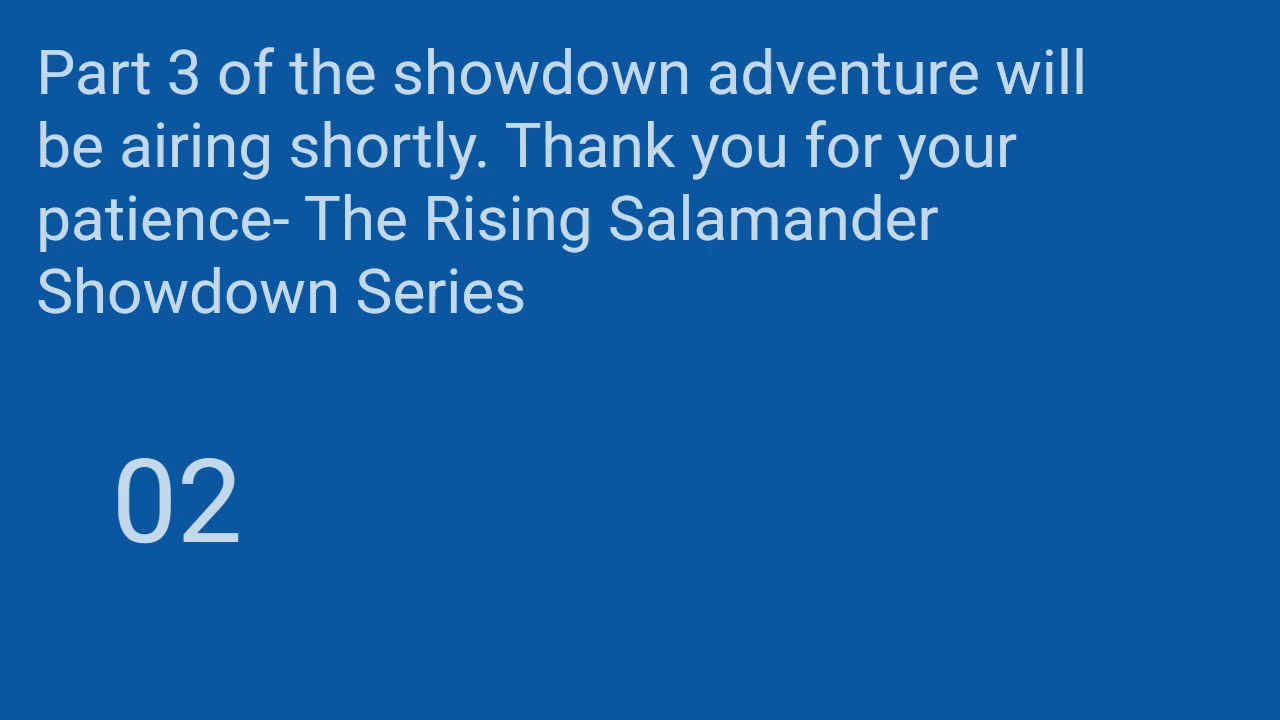 Part 3 of the showdown adventure will
be airing shortly. Thank you for your
patience- The Rising Salamander
Showdown Series
02